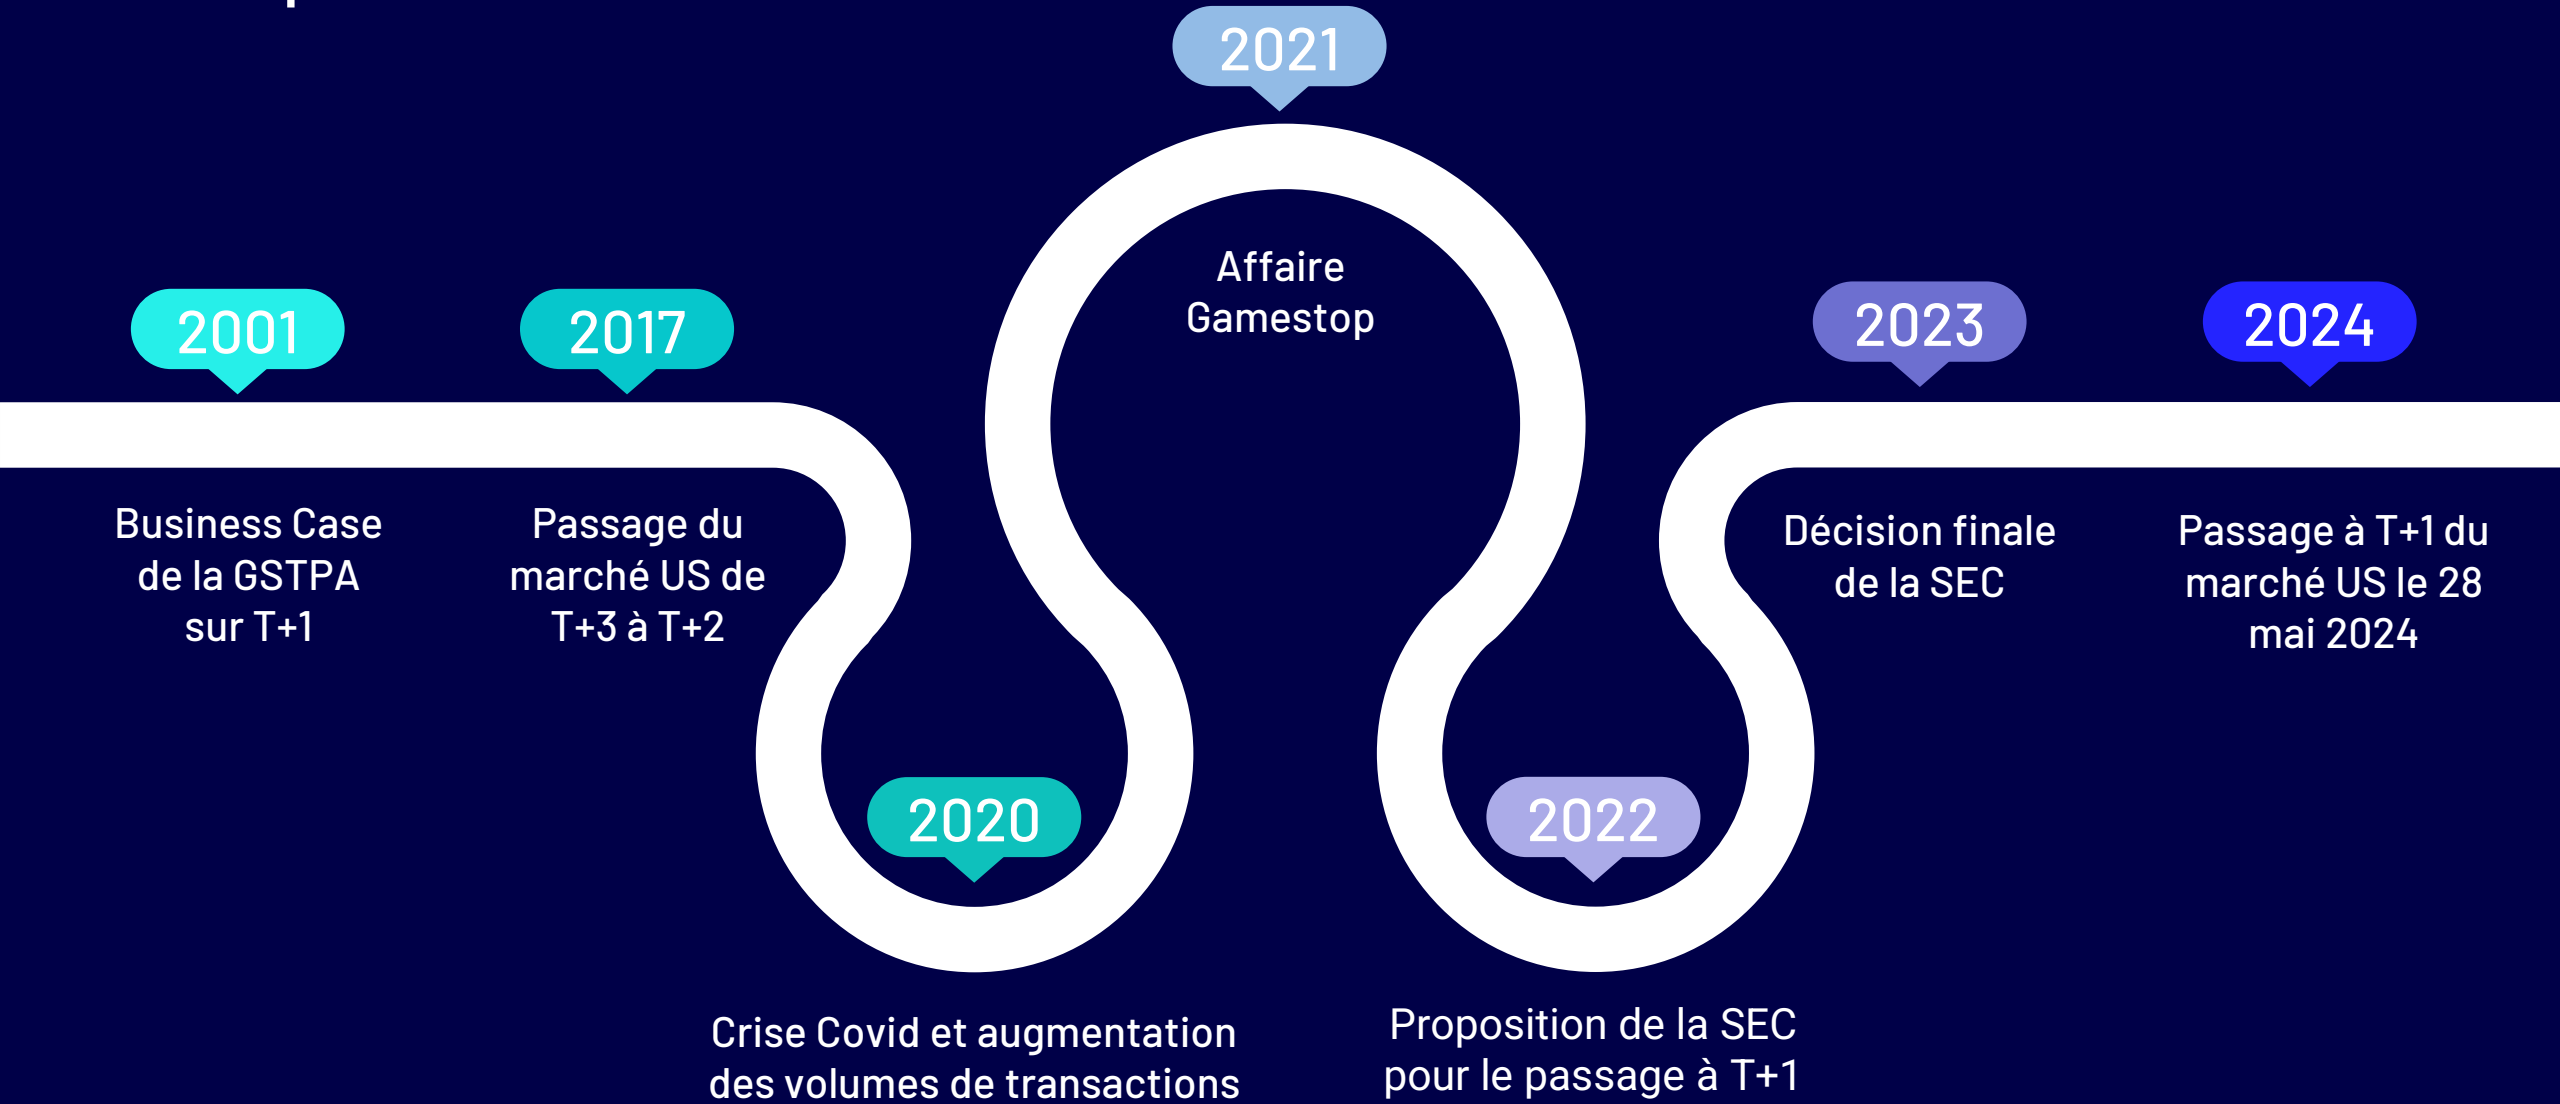 2001
Business Case
de la GSTPA
sur T+1
2017
Passage du
marché US de
T+3 à T+2
2020
Crise Covid et augmentation
des volumes de transactions
2021
Affaire
Gamestop
2022
Proposition de la SEC
pour le passage à T+1
2023
Décision finale
de la SEC
2024
Passage à T+1 du
marché US le 28
mai 2024